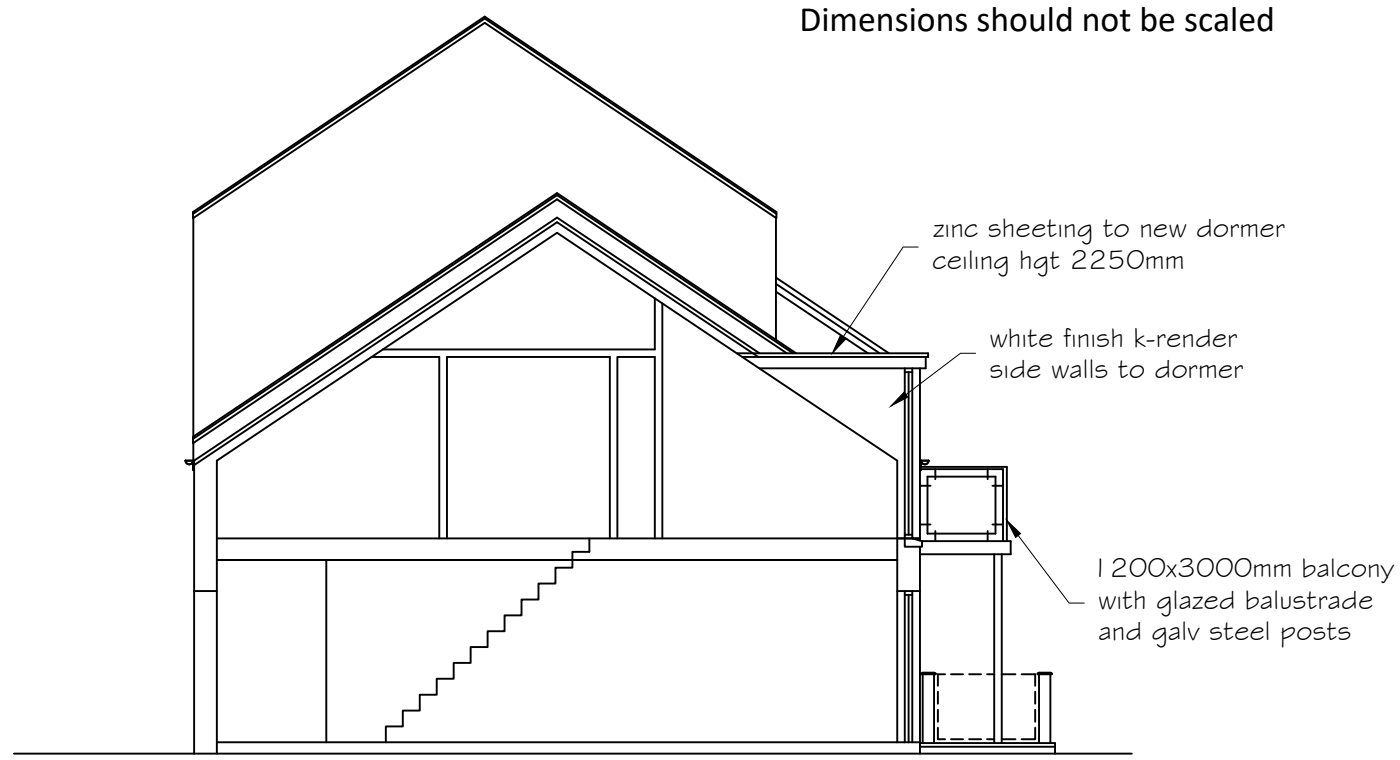 Dimensions should not be scaled
zinc sheeting to new dormer
ceiling hgt 2250mm
white finish k-render
side walls to dormer
1200x3000mm balcony
with glazed balustrade
and galv steel posts